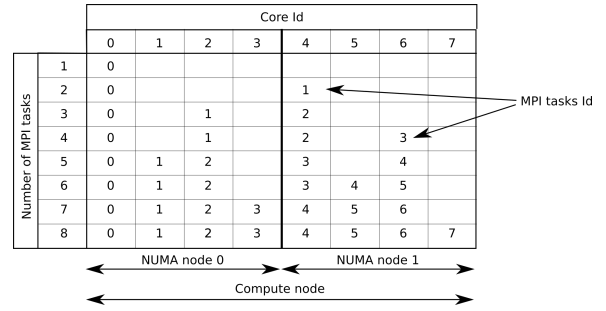 Core Id
0 1 2 3 4 5 6 7
Number of MPI tasks
1 0
2 0 1
3 0 1 2
4 0 1 2 3
5 0 1 2 3 4
6 0 1 2 3 4 5
7 0 1 2 3 4 5 6
8 0 1 2 3 4 5 6 7
MPI tasks Id
NUMA node 0 NUMA node 1
Compute node